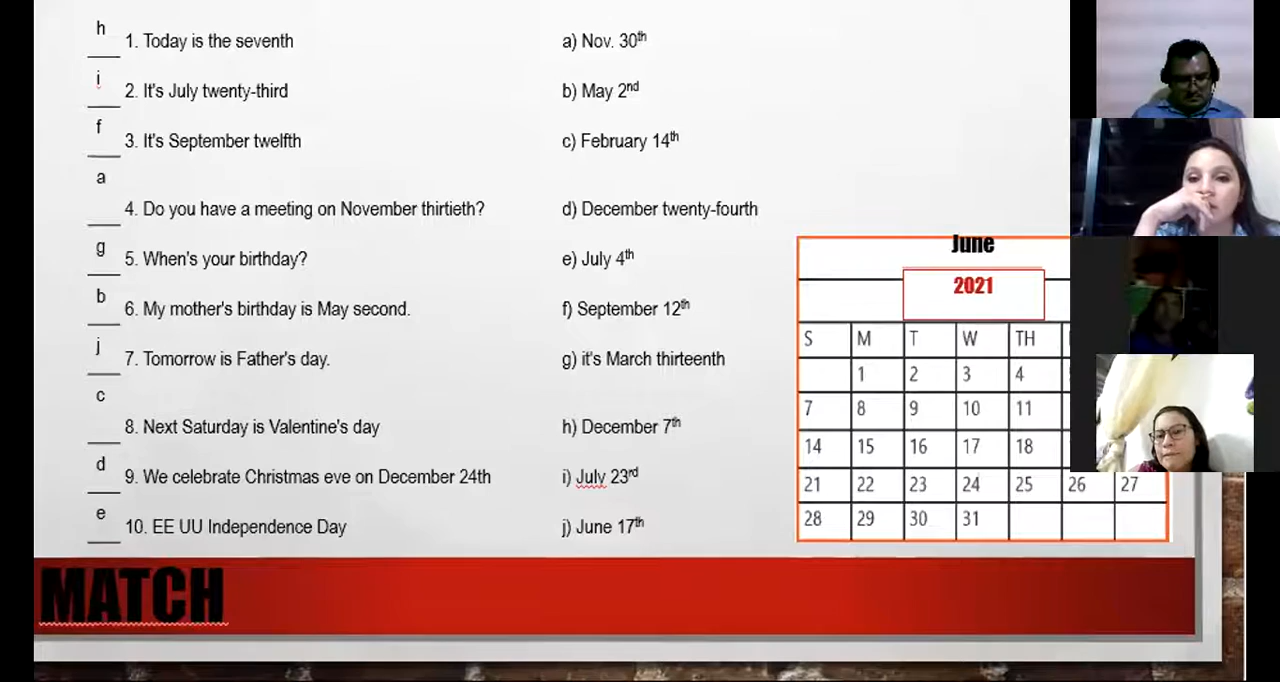 h
1. Today is the seventh
a) Nov. 30th
i
2. It's July twenty-third
b) May 2nd
f
3. It's September twelfth
c) February 14th
a
4. Do you have a meeting on November thirtieth?
d) December twenty-fourth
g
5. When's your birthday?
e) July 4th
b
6. My mother's birthday is May second.
f) September 12th
j
7. Tomorrow is Father's day.
g) it's March thirteenth
c
8. Next Saturday is Valentine's day
h) December 7th
d
9. We celebrate Christmas eve on December 24th
i) July 23rd
e
10. EE UU Independence Day
j) June 17th
June
2021
S M T W TH
1 2 3 4
7 8 9 10 11
14 15 16 17 18
21 22 23 24 25 26 27
28 29 30 31
MATCH